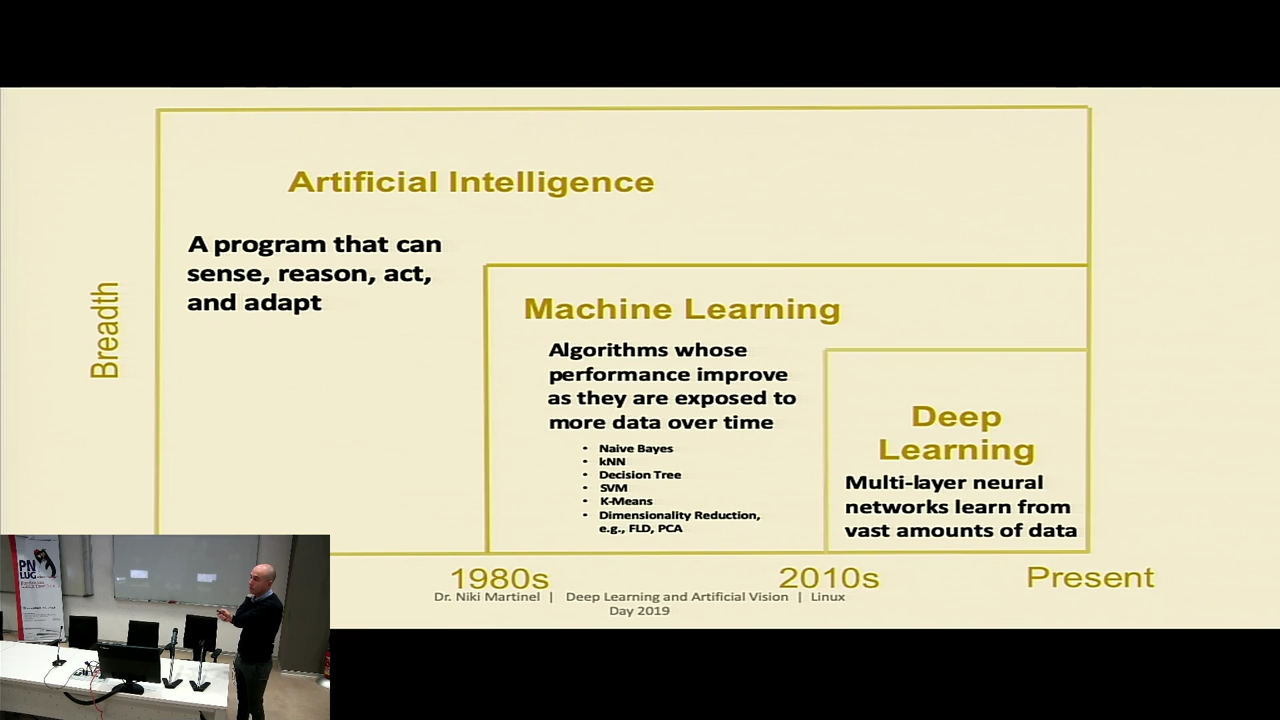 Artificial Intelligence
A program that can
sense, reason, act,
and adapt
Breadth
Machine Learning
Algorithms whose
performance improve
as they are exposed to
more data over time
• Naive Bayes
• kNN
• Decision Tree
• SVM
• K-Means
• Dimensionality Reduction,
e.g., FLD, PCA
Deep
Learning
Multi-layer neural
networks learn from
vast amounts of data
1980s
2010s
Present
Dr. Niki Martinel | Deep Learning and Artificial Vision | Linux
Day 2019
PN
LUG